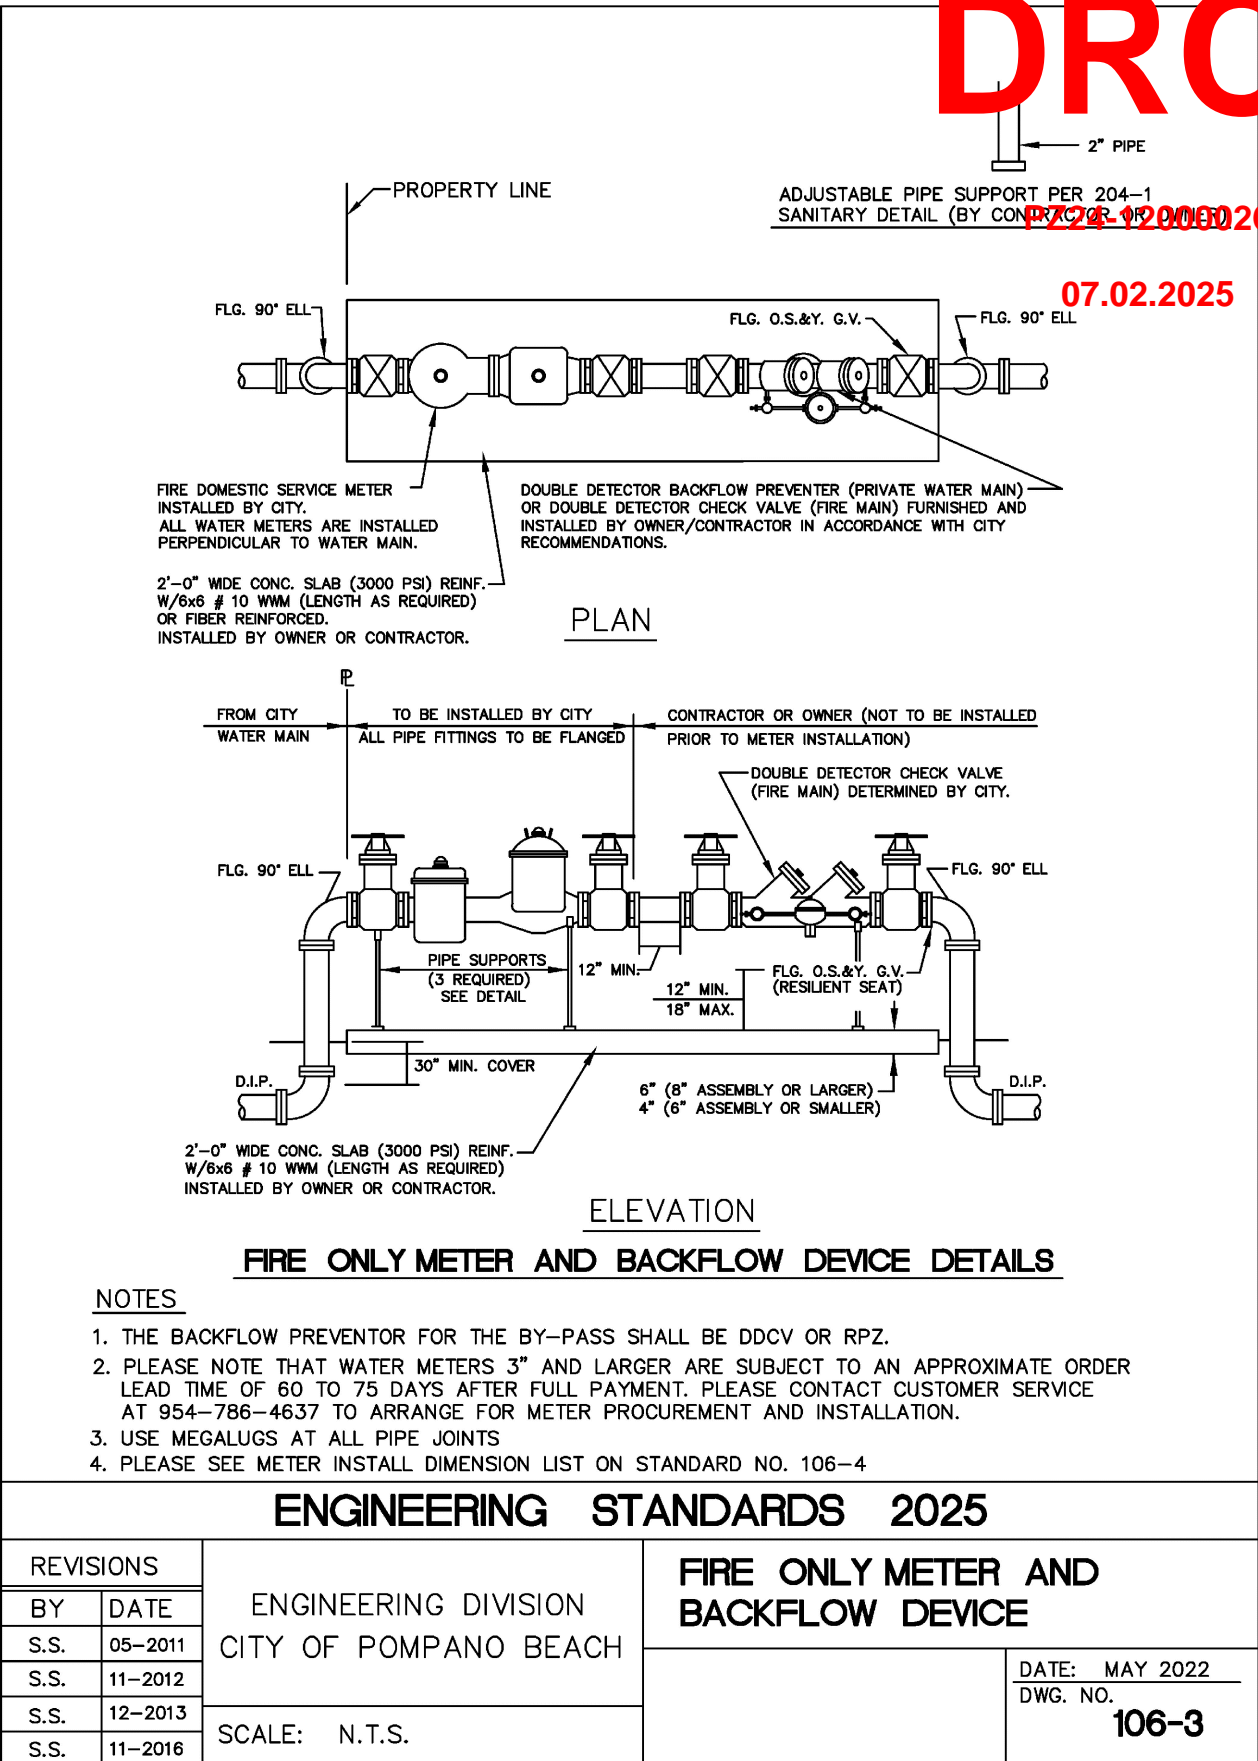 DRC
2" PIPE
ADJUSTABLE PIPE SUPPORT PER 204-1
SANITARY DETAIL (BY CONTRACTOR OR OWNER)
07.02.2025
PROPERTY LINE
FLG. 90° ELL
FLG. O.S.&Y. G.V.
FLG. 90° ELL
FIRE DOMESTIC SERVICE METER
INSTALLED BY CITY.
ALL WATER METERS ARE INSTALLED
PERPENDICULAR TO WATER MAIN.
DOUBLE DETECTOR BACKFLOW PREVENTER (PRIVATE WATER MAIN)
OR DOUBLE DETECTOR CHECK VALVE (FIRE MAIN) FURNISHED AND
INSTALLED BY OWNER/CONTRACTOR IN ACCORDANCE WITH CITY
RECOMMENDATIONS.
2'-0" WIDE CONC. SLAB (3000 PSI) REINF.
W/6x6 # 10 WWM (LENGTH AS REQUIRED)
OR FIBER REINFORCED.
INSTALLED BY OWNER OR CONTRACTOR.
PLAN
PL
FROM CITY
WATER MAIN
TO BE INSTALLED BY CITY
ALL PIPE FITTINGS TO BE FLANGED
CONTRACTOR OR OWNER (NOT TO BE INSTALLED
PRIOR TO METER INSTALLATION)
DOUBLE DETECTOR CHECK VALVE
(FIRE MAIN) DETERMINED BY CITY.
FLG. 90° ELL
FLG. 90° ELL
PIPE SUPPORTS
(3 REQUIRED)
SEE DETAIL
12" MIN.
12" MIN.
18" MAX.
FLG. O.S.&Y. G.V.
(RESILIENT SEAT)
30" MIN. COVER
D.I.P.
D.I.P.
6" (8" ASSEMBLY OR LARGER)
4" (6" ASSEMBLY OR SMALLER)
2'-0" WIDE CONC. SLAB (3000 PSI) REINF.
W/6x6 # 10 WWM (LENGTH AS REQUIRED)
INSTALLED BY OWNER OR CONTRACTOR.
ELEVATION
FIRE ONLY METER AND BACKFLOW DEVICE DETAILS
NOTES
1. THE BACKFLOW PREVENTOR FOR THE BY-PASS SHALL BE DDCV OR RPZ.
2. PLEASE NOTE THAT WATER METERS 3" AND LARGER ARE SUBJECT TO AN APPROXIMATE ORDER
LEAD TIME OF 60 TO 75 DAYS AFTER FULL PAYMENT. PLEASE CONTACT CUSTOMER SERVICE
AT 954-786-4637 TO ARRANGE FOR METER PROCUREMENT AND INSTALLATION.
3. USE MEGALUGS AT ALL PIPE JOINTS
4. PLEASE SEE METER INSTALL DIMENSION LIST ON STANDARD NO. 106-4
ENGINEERING STANDARDS 2025
REVISIONS
BY DATE
S.S. 05-2011
S.S. 11-2012
S.S. 12-2013
S.S. 11-2016
ENGINEERING DIVISION
CITY OF POMPANO BEACH
SCALE: N.T.S.
FIRE ONLY METER AND
BACKFLOW DEVICE
DATE: MAY 2022
DWG. NO.
106-3